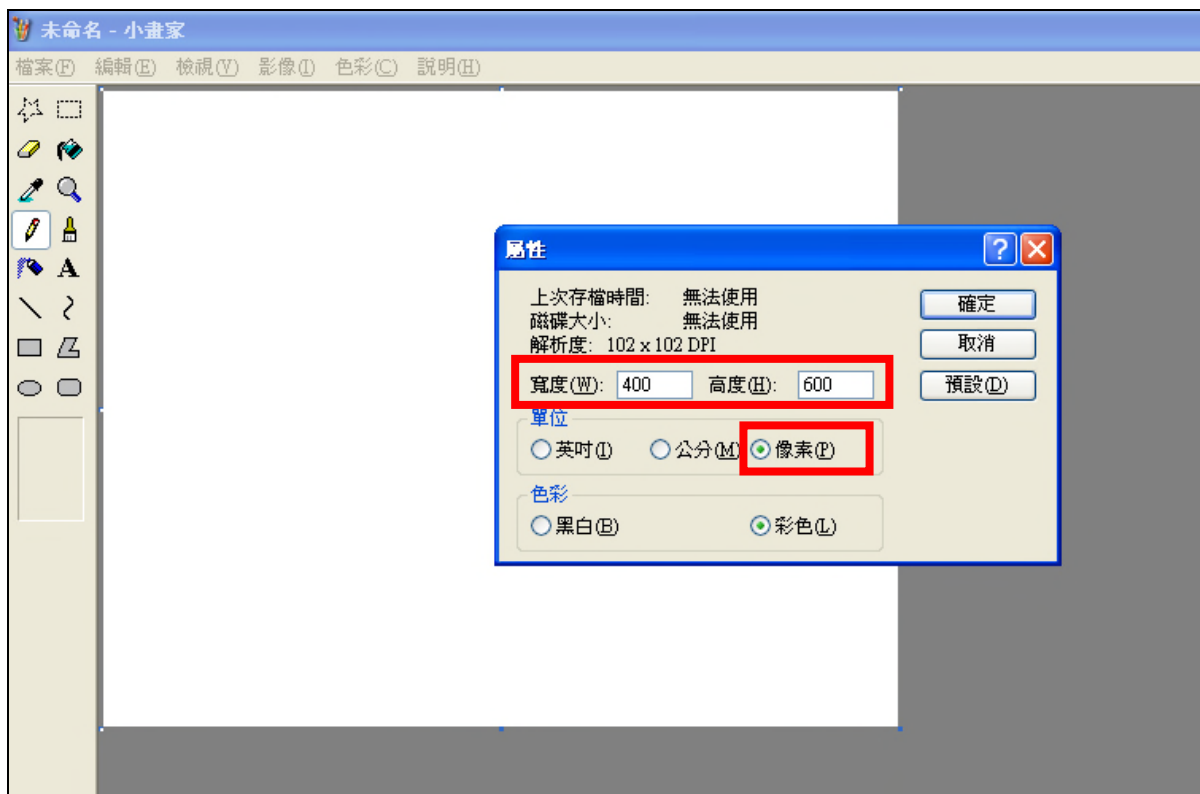 未命名 - 小畫家
檔案(F) 編輯(E) 檢視(V) 影像(I) 色彩(C) 說明(H)
A
屬性
上次存檔時間: 無法使用
磁碟大小: 無法使用
解析度: 102 x 102 DPI
寬度(W): 400 高度(H): 600
單位
英吋(I) 公分(M) 像素(P)
色彩
黑白(B) 彩色(L)
確定
取消
預設(D)